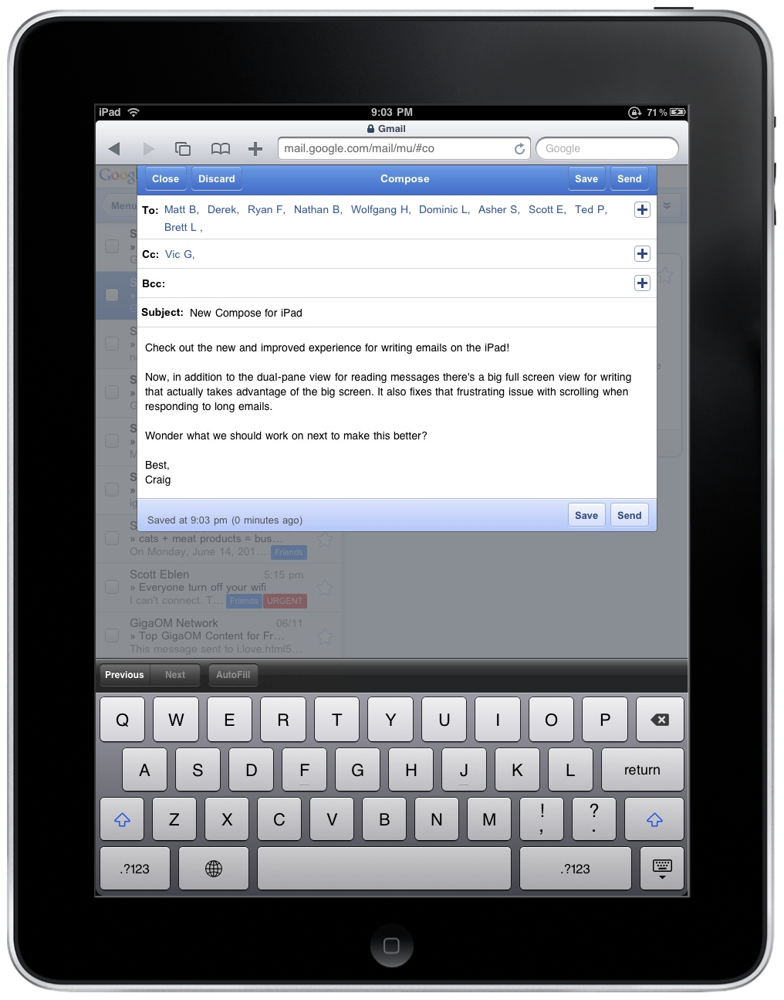 iPad 9:03 PM 71 %
Gmail
mail.google.com/mail/mu/#co Google
Close Discard Compose Save Send
Menu
To: Matt B, Derek, Ryan F, Nathan B, Wolfgang H, Dominic L, Asher S, Scott E, Ted P,
Brett L ,
Cc: Vic G,
Bcc:
Subject: New Compose for iPad
Check out the new and improved experience for writing emails on the iPad!
Now, in addition to the dual-pane view for reading messages there's a big full screen view for writing
that actually takes advantage of the big screen. It also fixes that frustrating issue with scrolling when
responding to long emails.
Wonder what we should work on next to make this better?
Best,
Craig
Saved at 9:03 pm (0 minutes ago) Save Send
» cats + meat products = bus...
On Monday, June 14, 201... Friends
Scott Eblen 5:15 pm
» Everyone turn off your wifi
I can't connect. T... Friends URGENT
GigaOM Network 06/11
» Top GigaOM Content for Fr...
This message sent to i.love.html5...
Previous Next AutoFill
Q W E R T Y U I O P
A S D F G H J K L return
Z X C V B N M ! , ? .
.?123 .?123